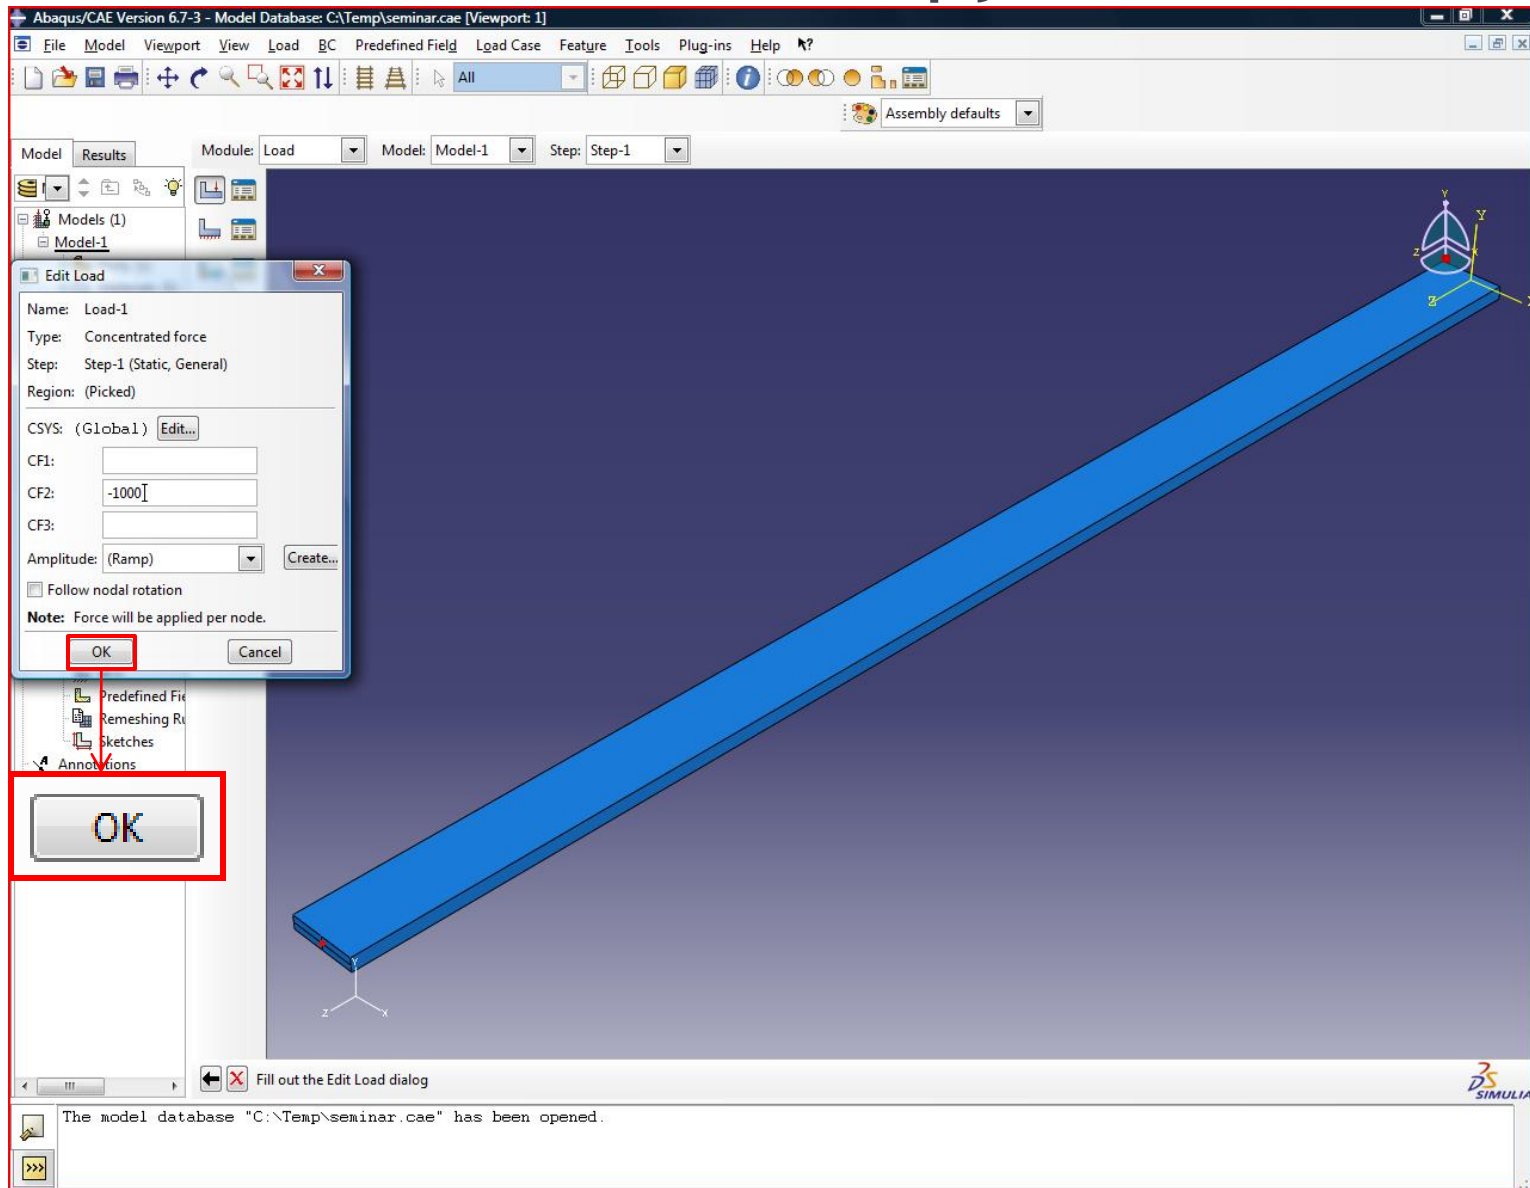 Abaqus/CAE Version 6.7-3 - Model Database: C:\Temp\seminar.cae [Viewport: 1]
File Model Viewport View Load BC Predefined Field Load Case Feature Tools Plug-ins Help ?
All
Assembly defaults
Model Results Module: Load Model: Model-1 Step: Step-1
Models (1)
Model-1
Edit Load
Name: Load-1
Type: Concentrated force
Step: Step-1 (Static, General)
Region: (Picked)
CSYS: (Global) Edit...
CF1:
CF2: -1000
CF3:
Amplitude: (Ramp) Create...
Follow nodal rotation
Note: Force will be applied per node.
OK Cancel
Predefined Fie
Remeshing Ru
Sketches
Annotations
OK
Y
Y
Z
Z
Y
Z X
Fill out the Edit Load dialog
SIMULIA
The model database "C:\Temp\seminar.cae" has been opened.
>>>